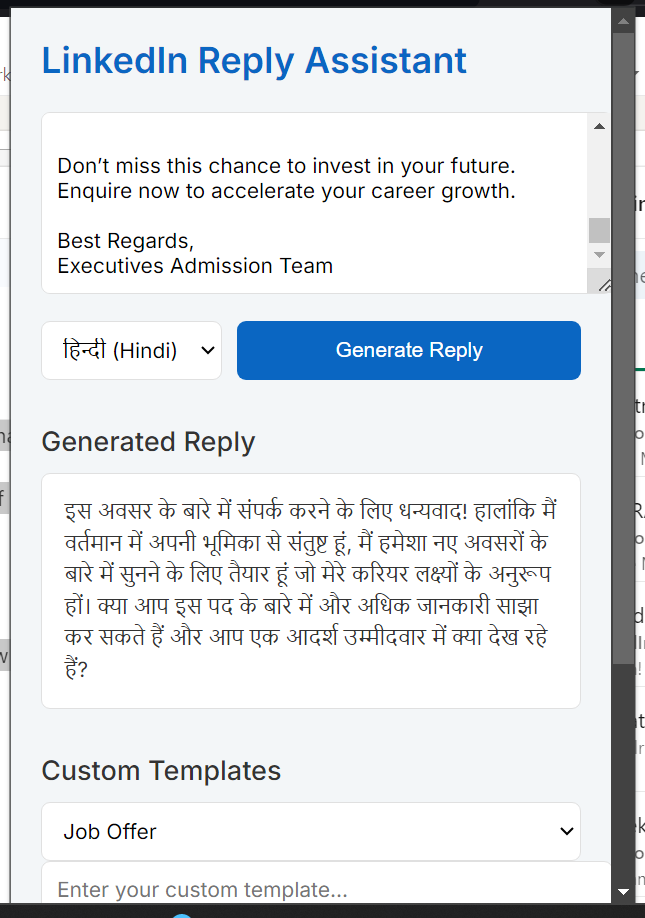 LinkedIn Reply Assistant
Don’t miss this chance to invest in your future.
Enquire now to accelerate your career growth.
Best Regards,
Executives Admission Team
हिन्दी (Hindi)
Generate Reply
Generated Reply
इस अवसर के बारे में संपर्क करने के लिए धन्यवाद! हालांकि मैं
वर्तमान में अपनी भूमिका से संतुष्ट हूं, मैं हमेशा नए अवसरों के
बारे में सुनने के लिए तैयार हूं जो मेरे करियर लक्ष्यों के अनुरूप
हों। क्या आप इस पद के बारे में और अधिक जानकारी साझा
कर सकते हैं और आप एक आदर्श उम्मीदवार में क्या देख रहे
हैं?
Custom Templates
Job Offer
Enter your custom template...